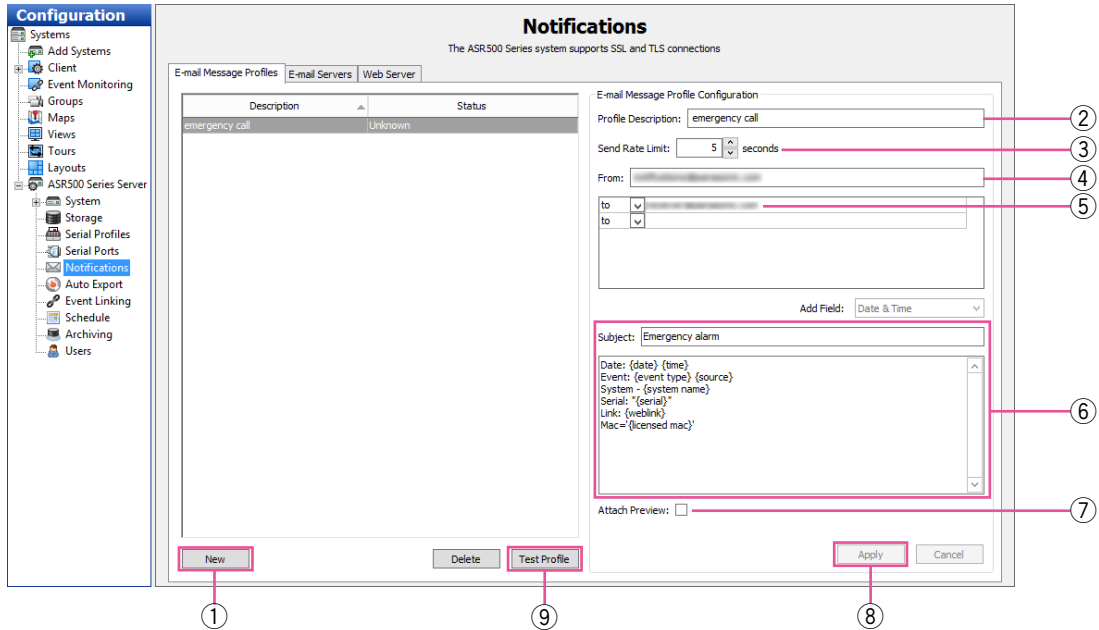 Configuration
Systems
Add Systems
Client
Event Monitoring
Groups
Maps
Views
Tours
Layouts
ASR500 Series Server
System
Storage
Serial Profiles
Serial Ports
Notifications
Auto Export
Event Linking
Schedule
Archiving
Users
Notifications
The ASR500 Series system supports SSL and TLS connections
E-mail Message Profiles E-mail Servers Web Server
Description Status
emergency call Unknown
New Delete Test Profile
E-mail Message Profile Configuration
Profile Description: emergency call
Send Rate Limit: 5 seconds
From:
to
to
Add Field: Date & Time
Subject: Emergency alarm
Date: {date} {time}
Event: {event type} {source}
System - {system name}
Serial: "{serial}"
Link: {weblink}
Mac='{licensed mac}'
Attach Preview:
Apply Cancel
②
③
④
⑤
⑥
⑦
① ⑨ ⑧